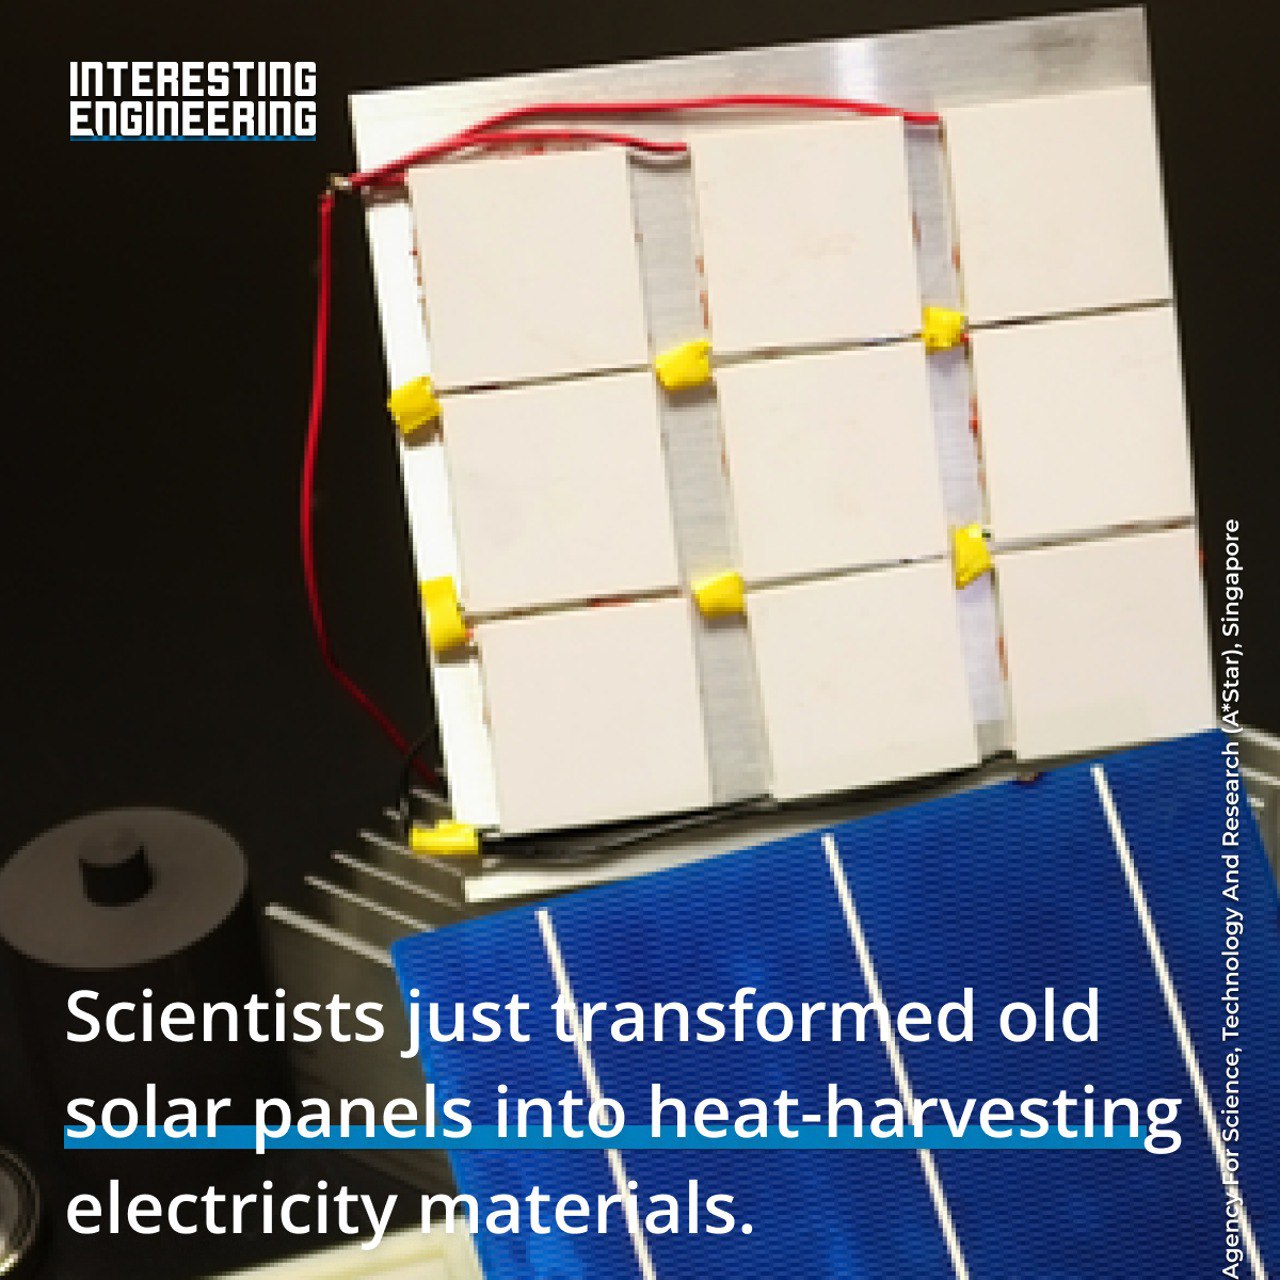 INTERESTING
ENGINEERING
Agency For Science, Technology And Research (A*Star), Singapore
Scientists just transformed old
solar panels into heat-harvesting
electricity materials.